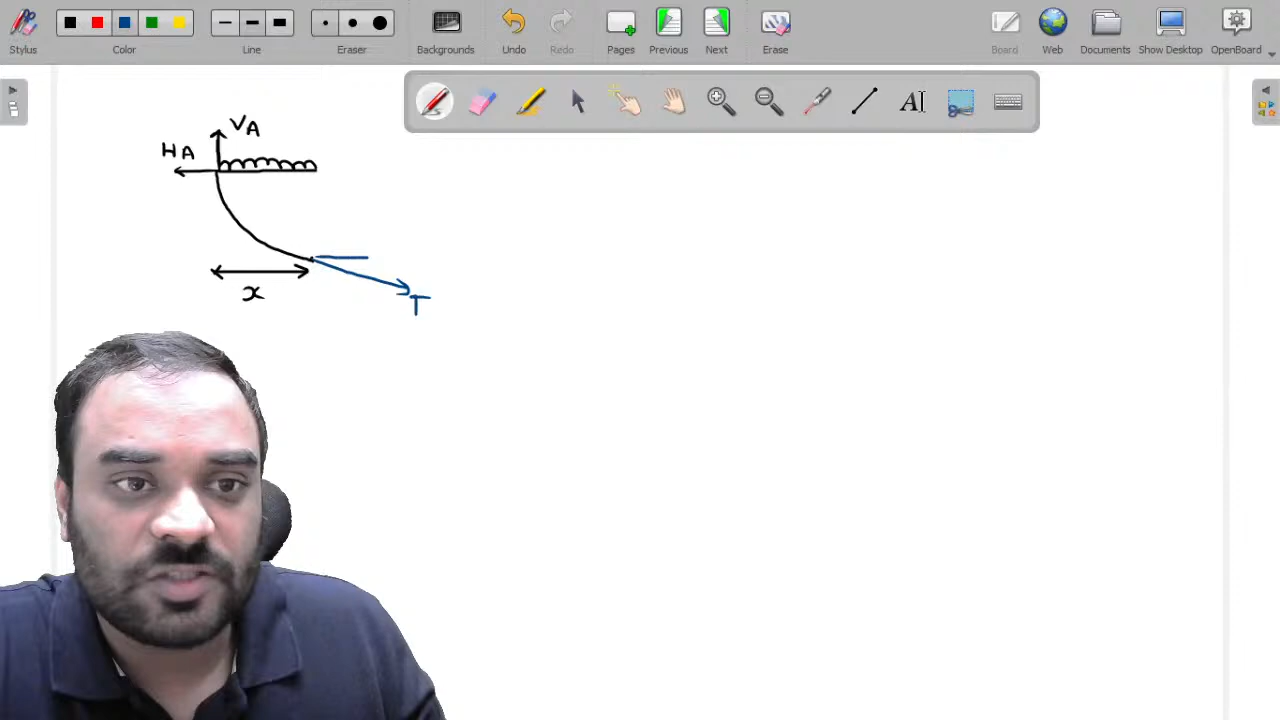 Stylus Color Line Eraser Backgrounds Undo Redo Pages Previous Next Erase Board Web Documents Show Desktop OpenBoard
A
VA
HA
x
T